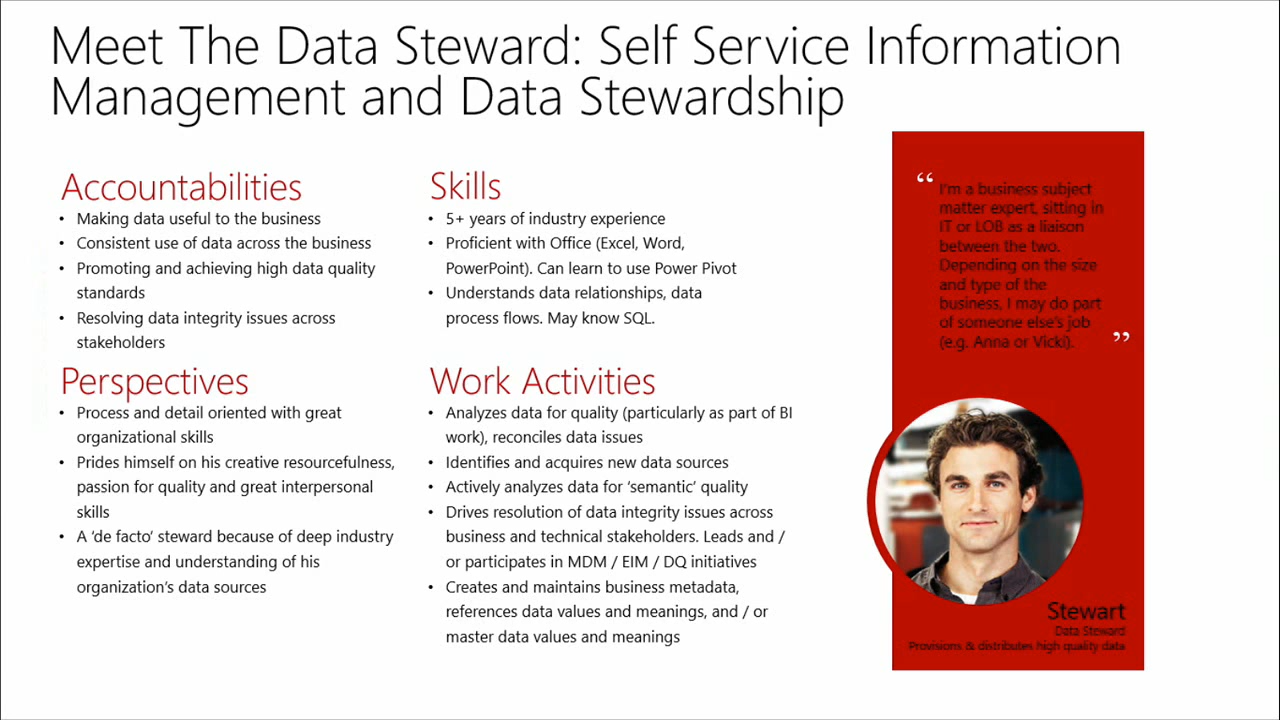 Meet The Data Steward: Self Service Information
Management and Data Stewardship
Accountabilities
• Making data useful to the business
• Consistent use of data across the business
• Promoting and achieving high data quality
standards
• Resolving data integrity issues across
stakeholders
Perspectives
• Process and detail oriented with great
organizational skills
• Prides himself on his creative resourcefulness,
passion for quality and great interpersonal
skills
• A ‘de facto’ steward because of deep industry
expertise and understanding of his
organization’s data sources
Skills
• 5+ years of industry experience
• Proficient with Office (Excel, Word,
PowerPoint). Can learn to use Power Pivot
• Understands data relationships, data
process flows. May know SQL.
Work Activities
• Analyzes data for quality (particularly as part of BI
work), reconciles data issues
• Identifies and acquires new data sources
• Actively analyzes data for ‘semantic’ quality
• Drives resolution of data integrity issues across
business and technical stakeholders. Leads and /
or participates in MDM / EIM / DQ initiatives
• Creates and maintains business metadata,
references data values and meanings, and / or
master data values and meanings
“ I’m a business subject
matter expert, sitting in
IT or LOB as a liaison
between the two.
Depending on the size
and type of the
business, I may do part
of someone else’s job
(e.g. Anna or Vicki). ”
Stewart
Data Steward
Provisions & distributes high quality data